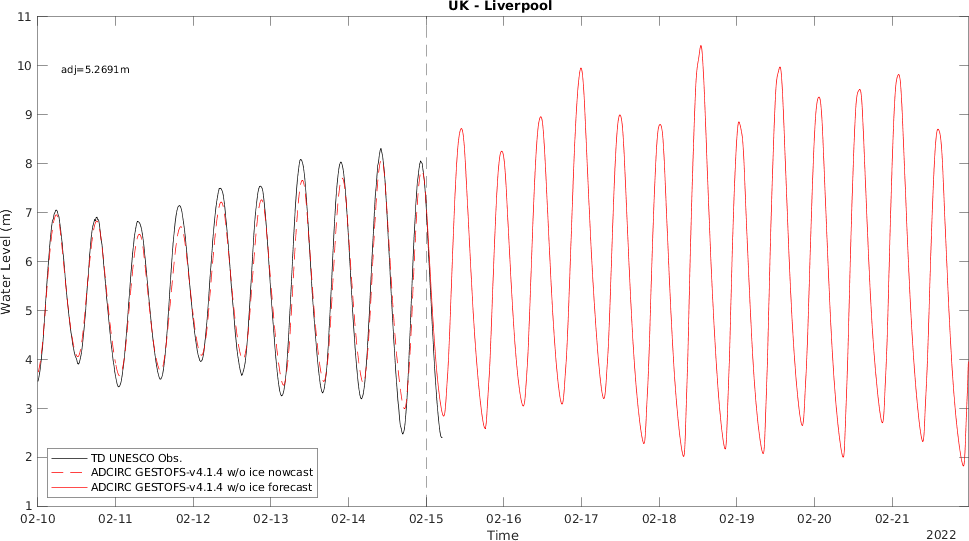 UK - Liverpool
11
10
9
8
7
6
5
4
3
2
1
Water Level (m)
adj=5.2691m
TD UNESCO Obs.
ADCIRC GESTOFS-v4.1.4 w/o ice nowcast
ADCIRC GESTOFS-v4.1.4 w/o ice forecast
02-10 02-11 02-12 02-13 02-14 02-15 02-16 02-17 02-18 02-19 02-20 02-21
Time
2022